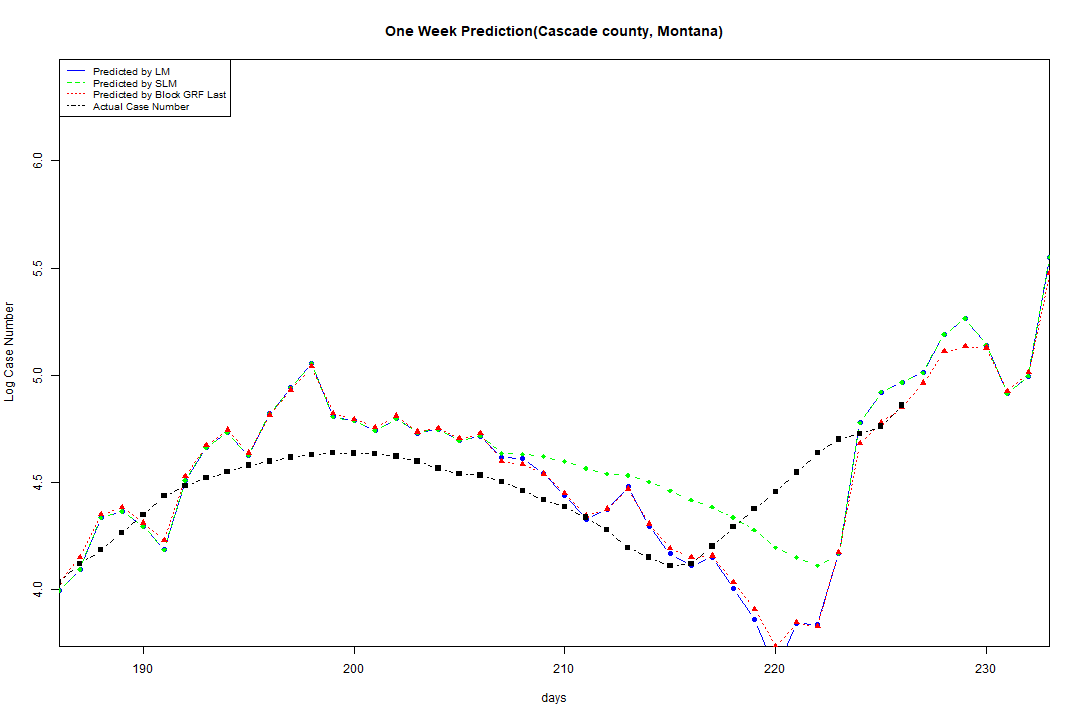 One Week Prediction(Cascade county, Montana)
Predicted by LM
Predicted by SLM
Predicted by Block GRF Last
Actual Case Number
6.0
5.5
5.0
4.5
4.0
Log Case Number
190 200 210 220 230
days